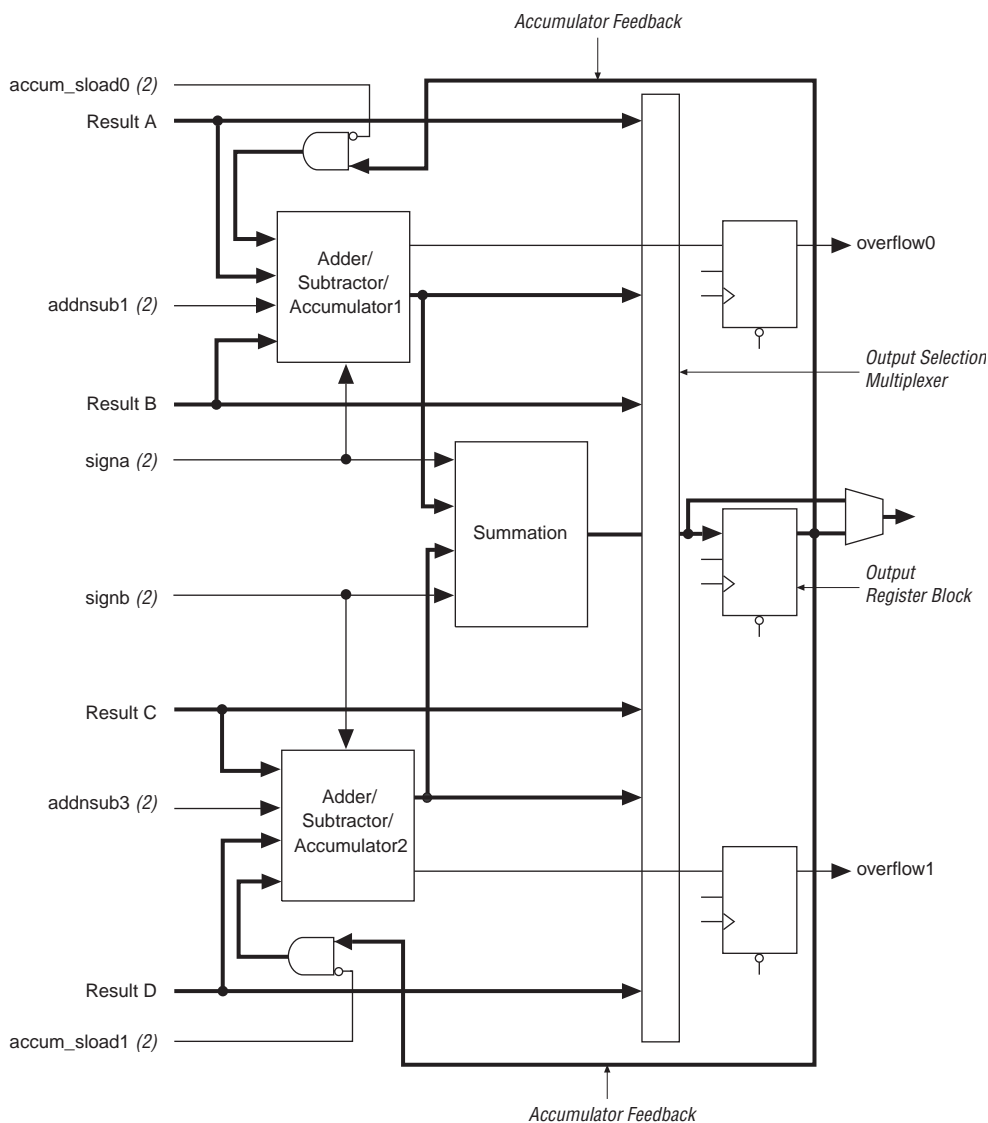 Accumulator Feedback
accum_sload0 (2)
Result A
overflow0
Adder/
Subtractor/
Accumulator1
addnsub1 (2)
Output Selection
Multiplexer
Result B
signa (2)
Summation
Output
Register Block
signb (2)
Result C
Adder/
Subtractor/
Accumulator2
addnsub3 (2)
overflow1
Result D
accum_sload1 (2)
Accumulator Feedback